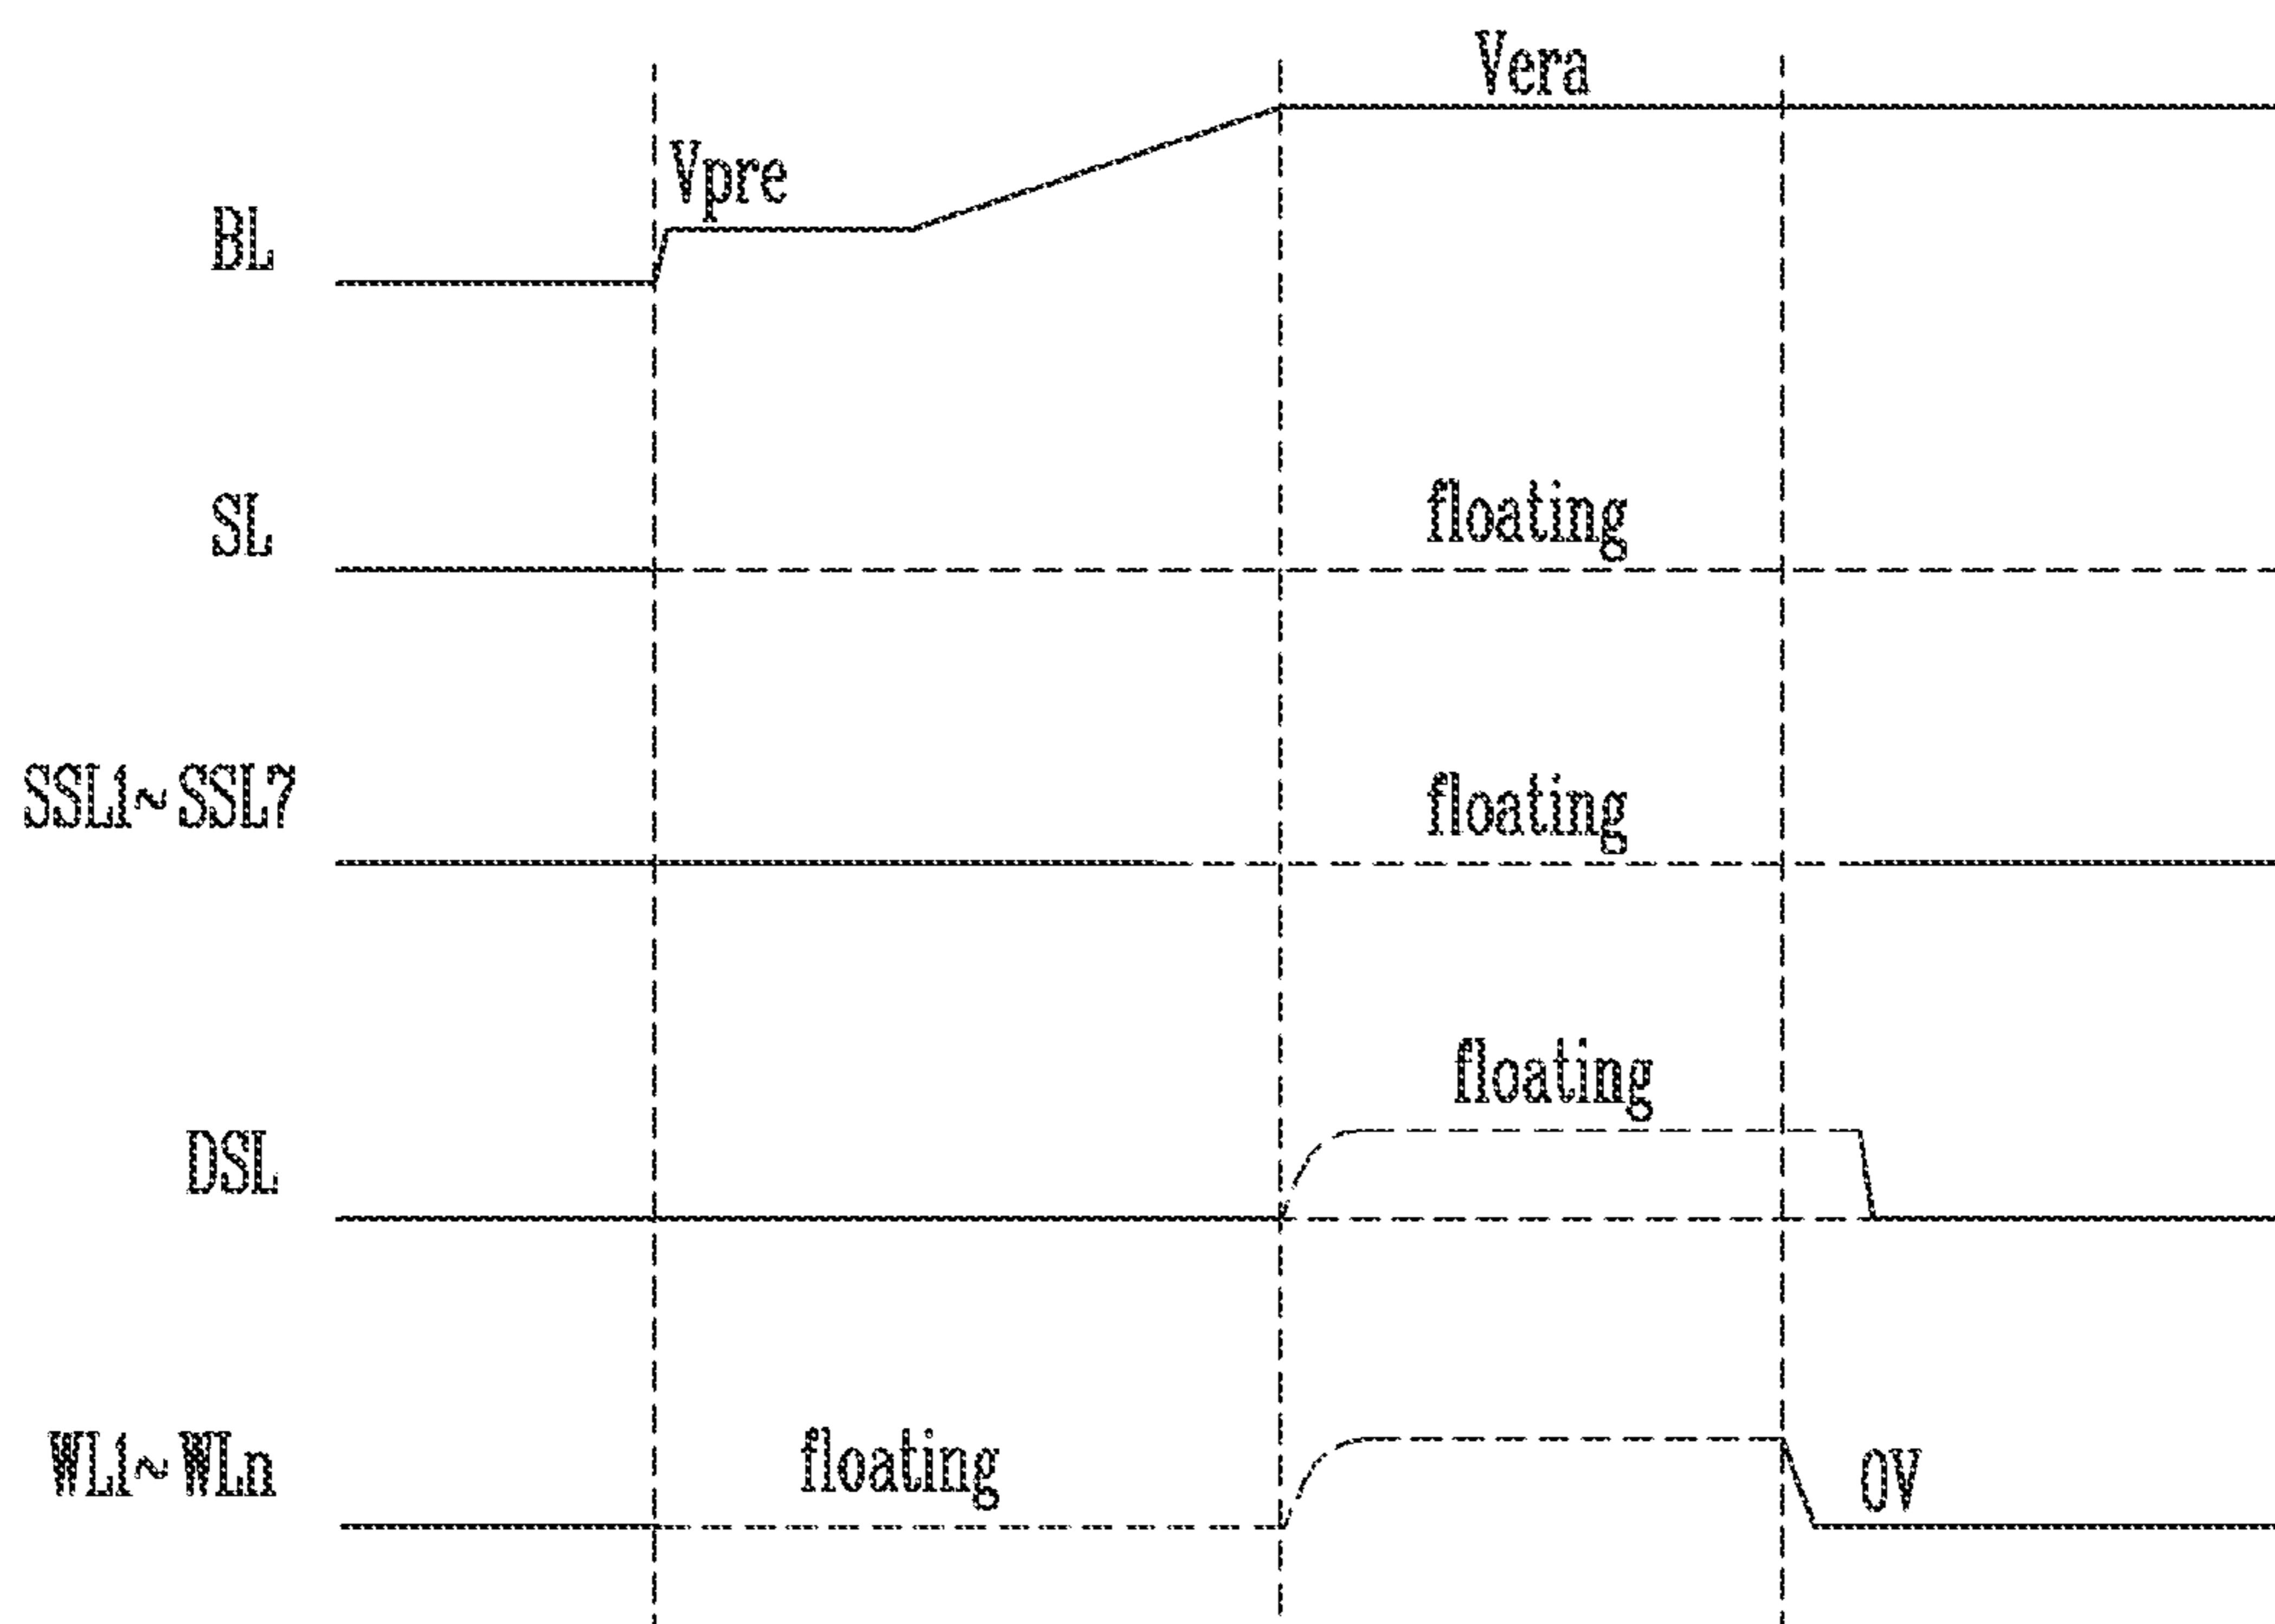 Vera
Vpre
BL
SL
floating
SSL1~SSL7
floating
floating
DSL
WL1~WLn
floating
0V